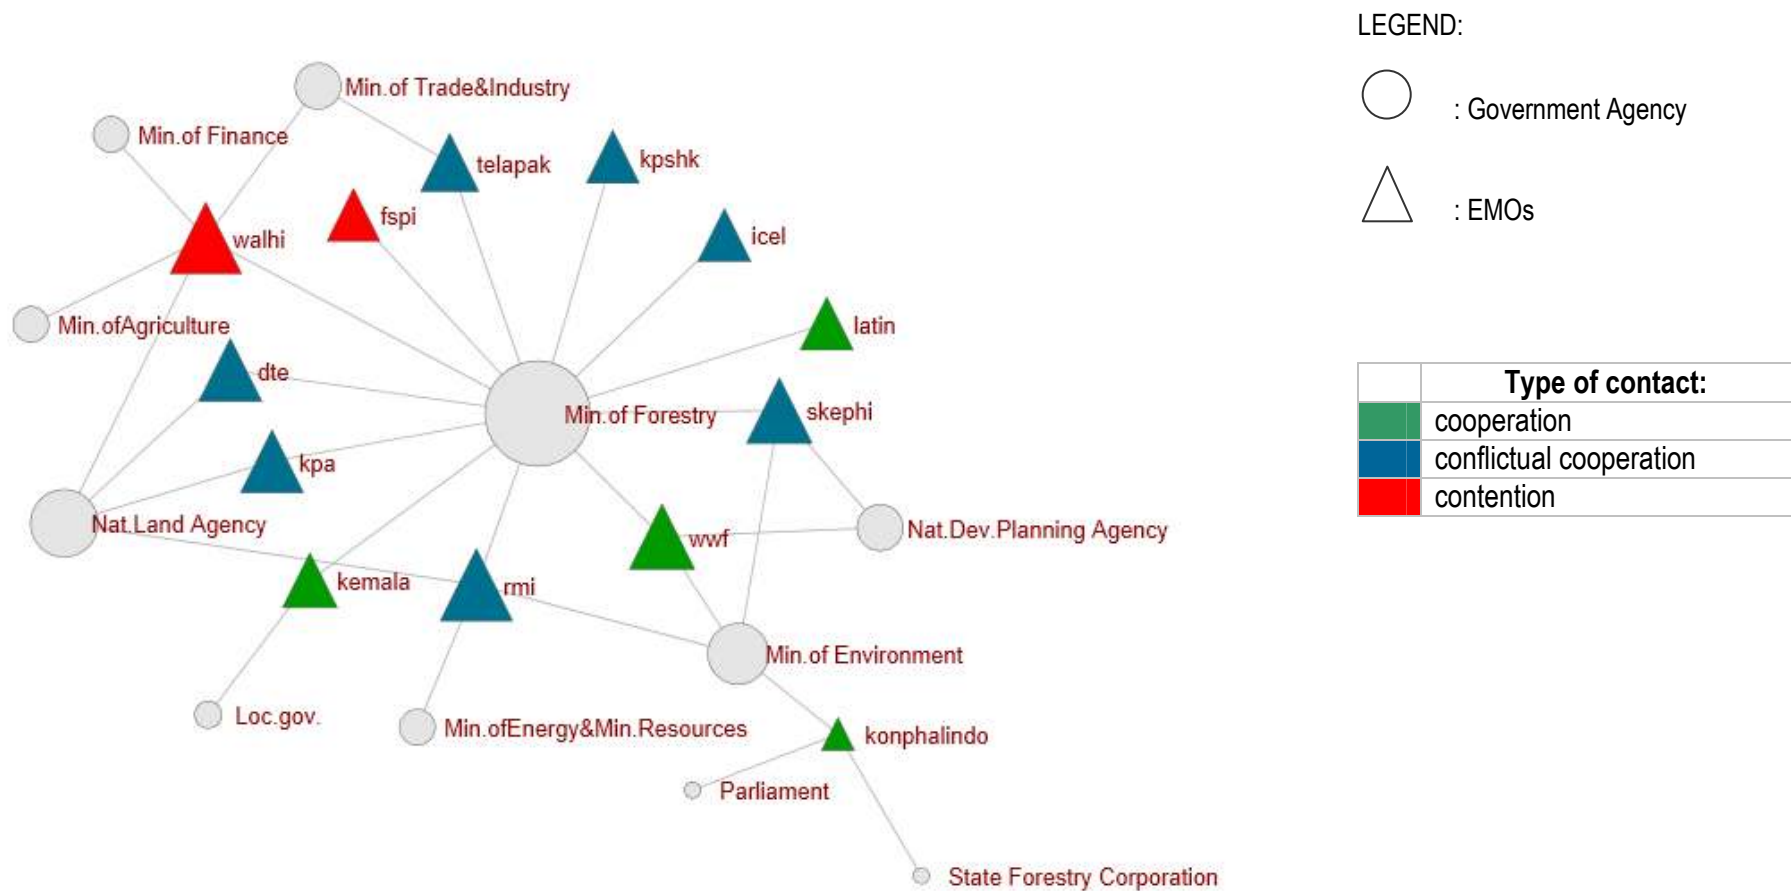 LEGEND:
Min.of Trade&Industry
: Government Agency
Min.of Finance
telapak
kpshk
fspi
: EMOs
walhi
icel
Min.ofAgriculture
latin
dte
Type of contact:
Min.of Forestry
skephi
cooperation
conflictual cooperation
kpa
contention
Nat.Land Agency
wwf
Nat.Dev.Planning Agency
kemala
rmi
Min.of Environment
Loc.gov.
Min.ofEnergy&Min.Resources
konphalindo
Parliament
State Forestry Corporation